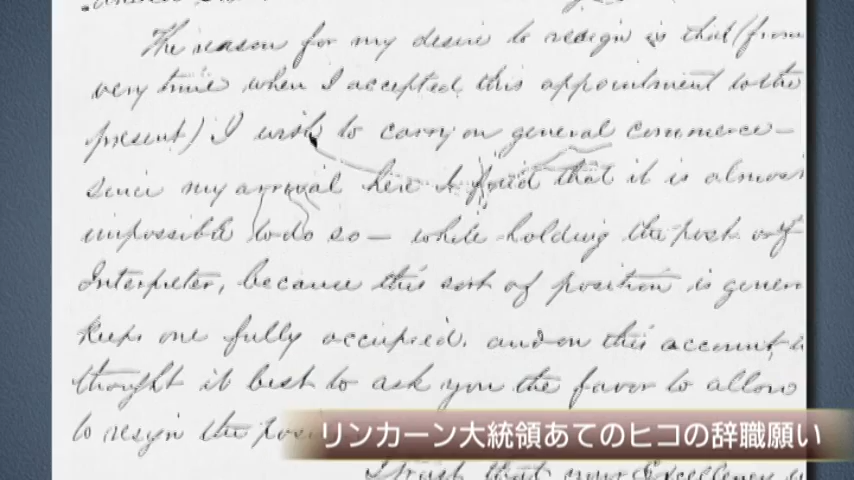 The reason for my desire to resign is that (from
very time when I accepted this appointment to the
present) I wish to carry on general commerce –
since my arrival here I find that it is almos
impossible to do so – while holding the post of
Interpreter, because this sort of position is gener
keeps one fully occupied. and on this account
thought it best to ask you the favor to allow
to resign the pos
リンカーン大統領あてのヒコの辞職願い
I trust that your Excellency